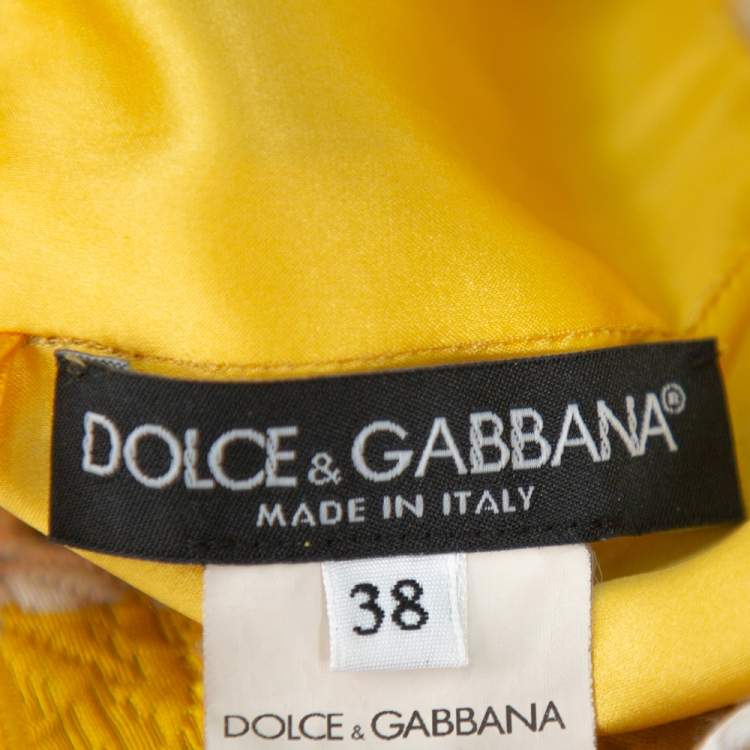 DOLCE & GABBANA®
MADE IN ITALY
38
DOLCE & GABBANA